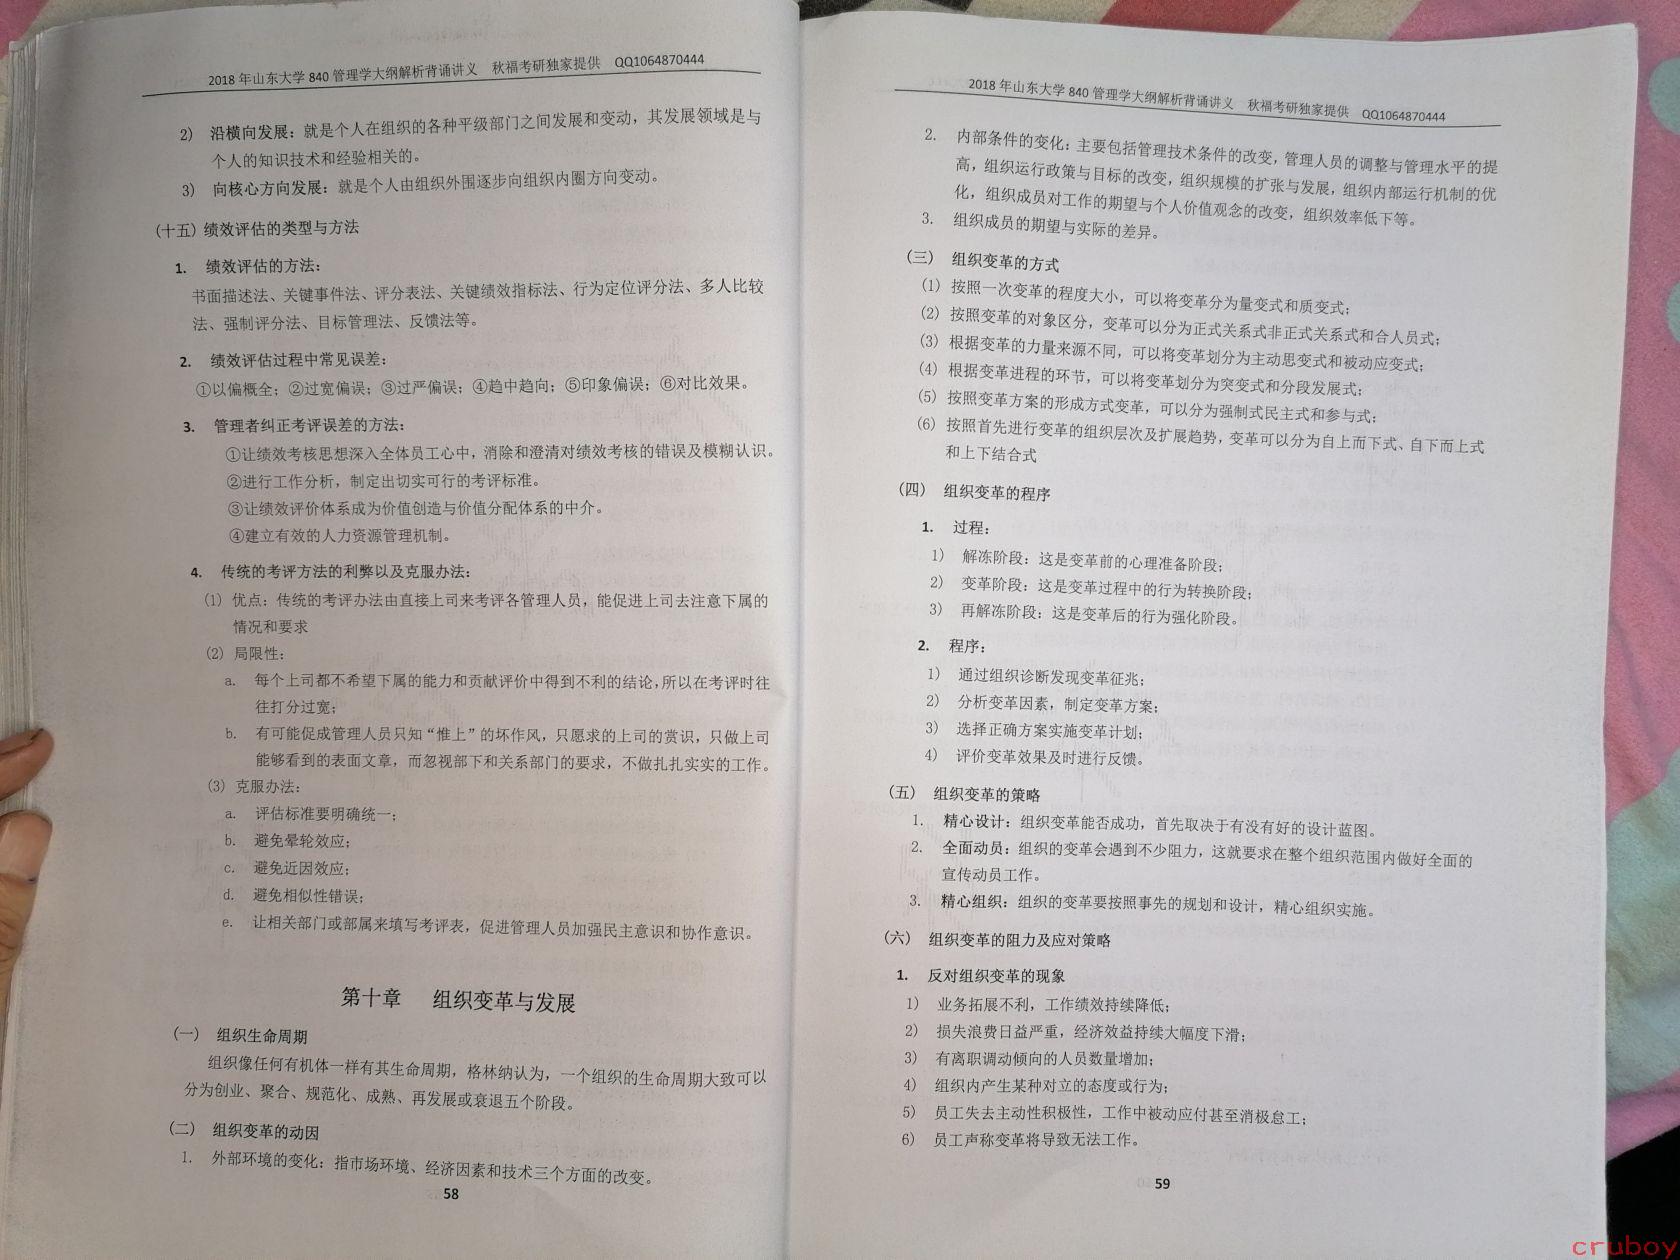 2018 年山东大学 840 管理学大纲解析背诵讲义 秋福考研独家提供 QQ1064870444
2) 沿横向发展：就是个人在组织的各种平级部门之间发展和变动，其发展领域是与
个人的知识技术和经验相关的。
3) 向核心方向发展：就是个人由组织外围逐步向组织内圈方向变动。
(十五) 绩效评估的类型与方法
1. 绩效评估的方法：
书面描述法、关键事件法、评分表法、关键绩效指标法、行为定位评分法、多人比较
法、强制评分法、目标管理法、反馈法等。
2. 绩效评估过程中常见误差：
①以偏概全；②过宽偏误；③过严偏误；④趋中趋向；⑤印象偏误；⑥对比效果。
3. 管理者纠正考评误差的方法：
①让绩效考核思想深入全体员工心中，消除和澄清对绩效考核的错误及模糊认识。
②进行工作分析，制定出切实可行的考评标准。
③让绩效评价体系成为价值创造与价值分配体系的中介。
④建立有效的人力资源管理机制。
4. 传统的考评方法的利弊以及克服办法：
(1) 优点：传统的考评办法由直接上司来考评各管理人员，能促进上司去注意下属的
情况和要求
(2) 局限性：
a. 每个上司都不希望下属的能力和贡献评价中得到不利的结论，所以在考评时往
往打分过宽；
b. 有可能促成管理人员只知“惟上”的坏作风，只愿求的上司的赏识，只做上司
能够看到的表面文章，而忽视部下和关系部门的要求，不做扎扎实实的工作。
(3) 克服办法：
a. 评估标准要明确统一；
b. 避免晕轮效应；
c. 避免近因效应；
d. 避免相似性错误；
e. 让相关部门或部属来填写考评表，促进管理人员加强民主意识和协作意识。
第十章 组织变革与发展
(一) 组织生命周期
组织像任何有机体一样有其生命周期，格林纳认为，一个组织的生命周期大致可以
分为创业、聚合、规范化、成熟、再发展或衰退五个阶段。
(二) 组织变革的动因
1. 外部环境的变化：指市场环境、经济因素和技术三个方面的改变。
58
2018 年山东大学 840 管理学大纲解析背诵讲义 秋福考研独家提供 QQ1064870444
2. 内部条件的变化：主要包括管理技术条件的改变，管理人员的调整与管理水平的提
高，组织运行政策与目标的改变，组织规模的扩张与发展，组织内部运行机制的优
化，组织成员对工作的期望与个人价值观念的改变，组织效率低下等。
3. 组织成员的期望与实际的差异。
(三) 组织变革的方式
(1) 按照一次变革的程度大小，可以将变革分为量变式和质变式；
(2) 按照变革的对象区分，变革可以分为正式关系式非正式关系式和合人员式；
(3) 根据变革的力量来源不同，可以将变革划分为主动思变式和被动应变式；
(4) 根据变革进程的环节，可以将变革划分为突变式和分段发展式；
(5) 按照变革方案的形成方式变革，可以分为强制式民主式和参与式；
(6) 按照首先进行变革的组织层次及扩展趋势，变革可以分为自上而下式、自下而上式
和上下结合式
(四) 组织变革的程序
1. 过程：
1) 解冻阶段：这是变革前的心理准备阶段；
2) 变革阶段：这是变革过程中的行为转换阶段；
3) 再解冻阶段：这是变革后的行为强化阶段。
2. 程序：
1) 通过组织诊断发现变革征兆；
2) 分析变革因素，制定变革方案；
3) 选择正确方案实施变革计划；
4) 评价变革效果及时进行反馈。
(五) 组织变革的策略
1. 精心设计：组织变革能否成功，首先取决于有没有好的设计蓝图。
2. 全面动员：组织的变革会遇到不少阻力，这就要求在整个组织范围内做好全面的
宣传动员工作。
3. 精心组织：组织的变革要按照事先的规划和设计，精心组织实施。
(六) 组织变革的阻力及应对策略
1. 反对组织变革的现象
1) 业务拓展不利，工作绩效持续降低；
2) 损失浪费日益严重，经济效益持续大幅度下滑；
3) 有离职调动倾向的人员数量增加；
4) 组织内产生某种对立的态度或行为；
5) 员工失去主动性积极性，工作中被动应付甚至消极怠工；
6) 员工声称变革将导致无法工作。
59
cruboy